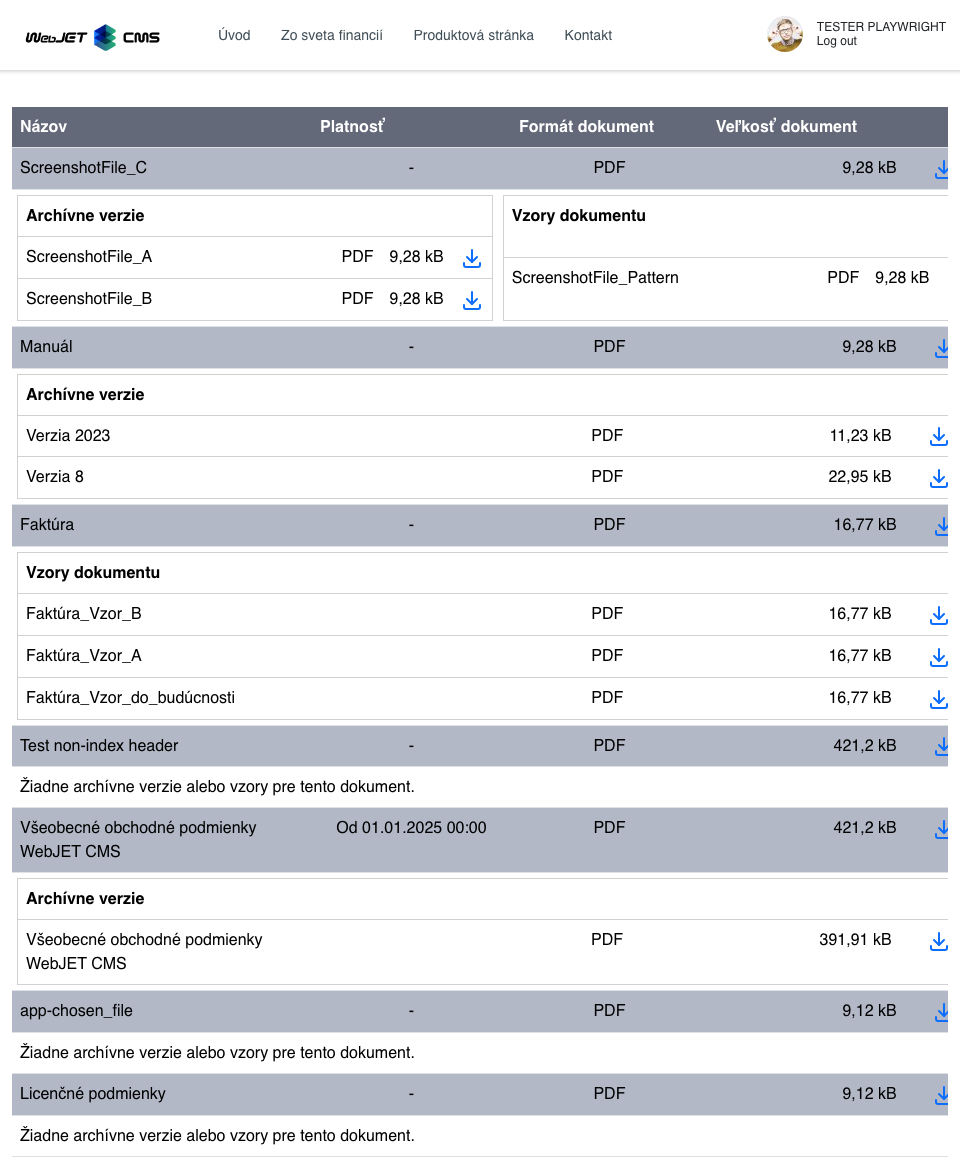 WebJET CMS Úvod Zo sveta financií Produktová stránka Kontakt TESTER PLAYWRIGHT
Log out
Názov Platnosť Formát dokument Veľkosť dokument
ScreenshotFile_C - PDF 9,28 kB
Archívne verzie
ScreenshotFile_A PDF 9,28 kB
ScreenshotFile_B PDF 9,28 kB
Vzory dokumentu
ScreenshotFile_Pattern PDF 9,28 kB
Manuál - PDF 9,28 kB
Archívne verzie
Verzia 2023 PDF 11,23 kB
Verzia 8 PDF 22,95 kB
Faktúra - PDF 16,77 kB
Vzory dokumentu
Faktúra_Vzor_B PDF 16,77 kB
Faktúra_Vzor_A PDF 16,77 kB
Faktúra_Vzor_do_budúcnosti PDF 16,77 kB
Test non-index header - PDF 421,2 kB
Žiadne archívne verzie alebo vzory pre tento dokument.
Všeobecné obchodné podmienky Od 01.01.2025 00:00 PDF 421,2 kB
WebJET CMS
Archívne verzie
Všeobecné obchodné podmienky PDF 391,91 kB
WebJET CMS
app-chosen_file - PDF 9,12 kB
Žiadne archívne verzie alebo vzory pre tento dokument.
Licenčné podmienky - PDF 9,12 kB
Žiadne archívne verzie alebo vzory pre tento dokument.